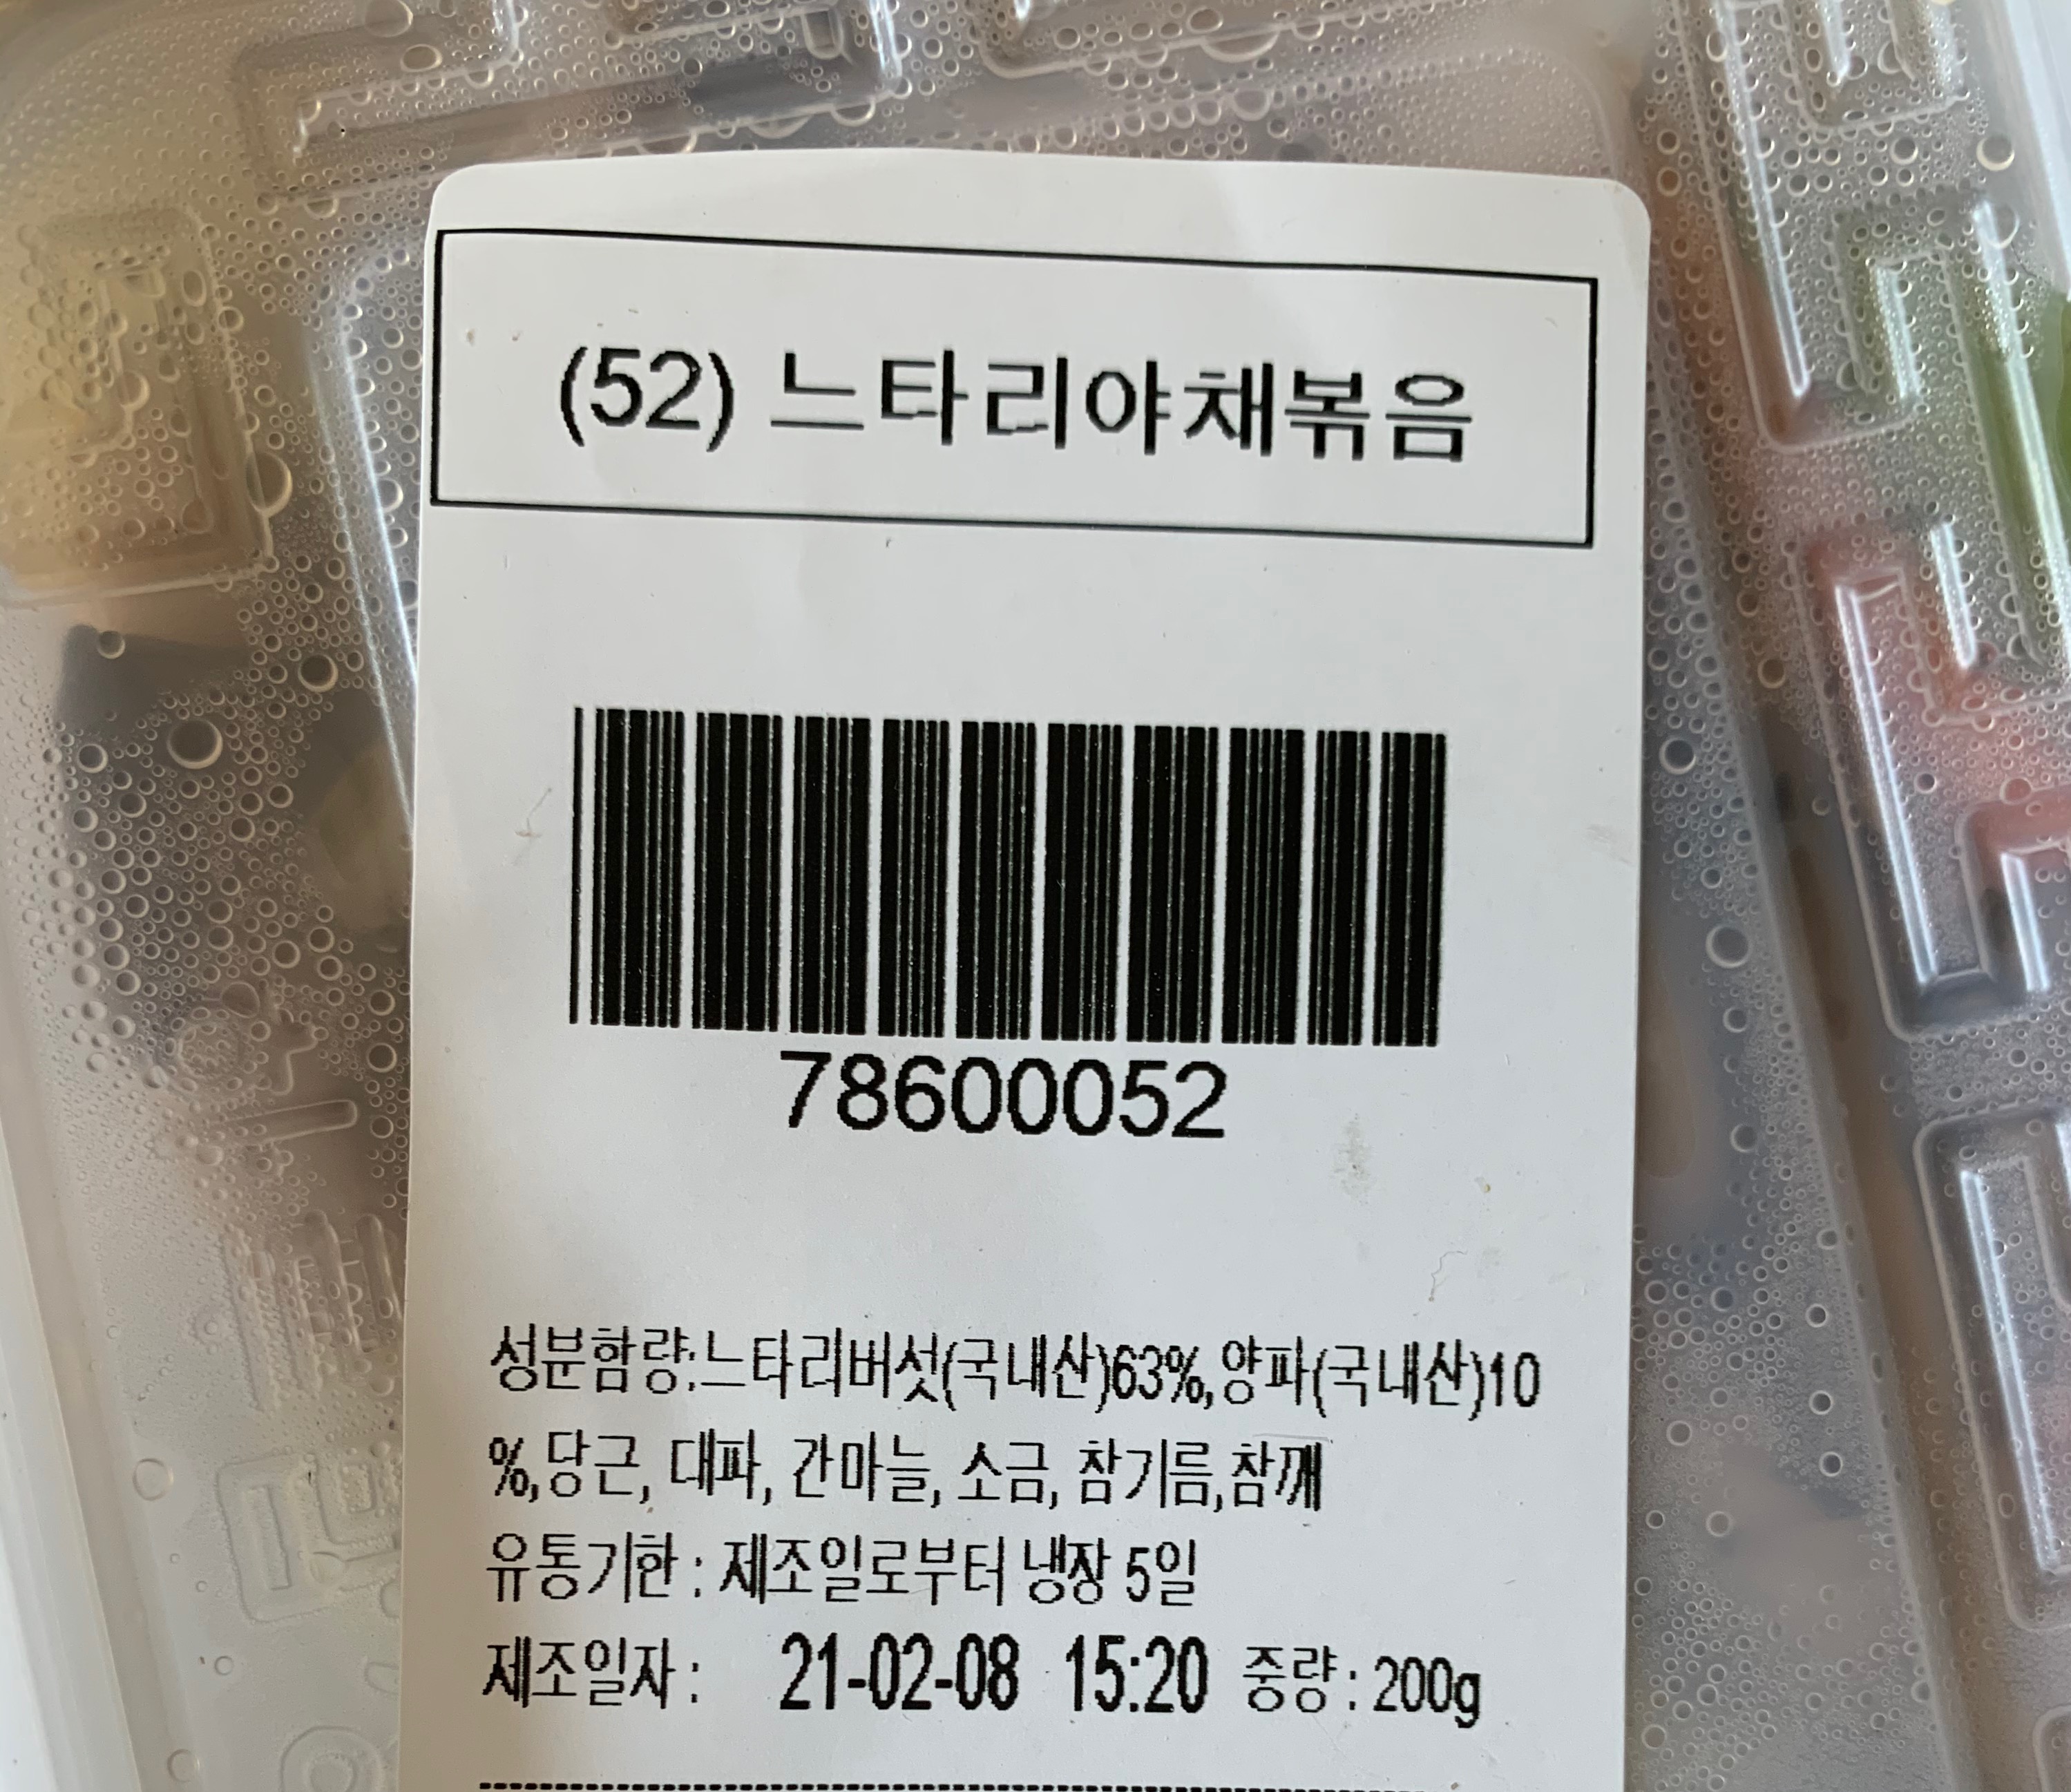 (52) 느타리야채볶음
78600052
성분함량:느타리버섯(국내산)63%,양파(국내산)10
%,당근, 대파, 간마늘, 소금, 참기름,참깨
유통기한 : 제조일로부터 냉장 5일
제조일자 : 21-02-08 15:20 중량 : 200g